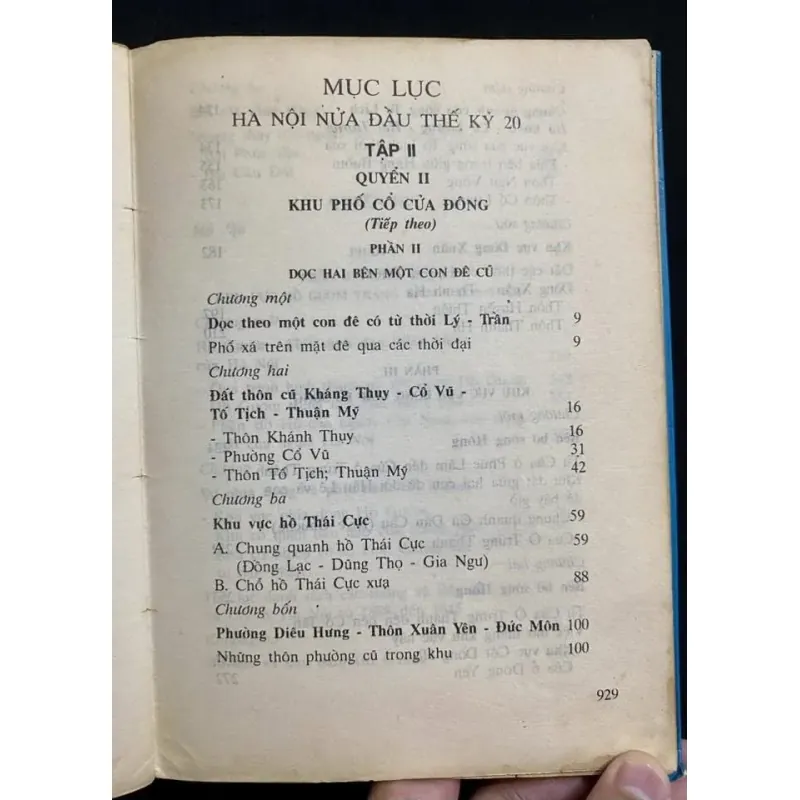 MỤC LỤC
HÀ NỘI NỬA ĐẦU THẾ KỶ 20
TẬP II
QUYỂN II
KHU PHỐ CỔ CỬA ĐÔNG
(Tiếp theo)
PHẦN II
DỌC HAI BÊN MỘT CON ĐÊ CŨ
Chương một
Dọc theo một con đê có từ thời Lý - Trần 9
Phố xá trên mặt đê qua các thời đại 9
Chương hai
Đất thôn cũ Kháng Thụy - Cổ Vũ -
Tố Tịch - Thuận Mỹ 16
- Thôn Khánh Thụy 16
- Phường Cổ Vũ 31
- Thôn Tố Tịch; Thuận Mỹ 42
Chương ba
Khu vực hồ Thái Cực 59
A. Chung quanh hồ Thái Cực 59
(Đồng Lạc - Dũng Thọ - Gia Ngư)
B. Chỗ hồ Thái Cực xưa 88
Chương bốn
Phường Diên Hưng - Thôn Xuân Yên - Đức Môn 100
Những thôn phường cũ trong khu 100
929